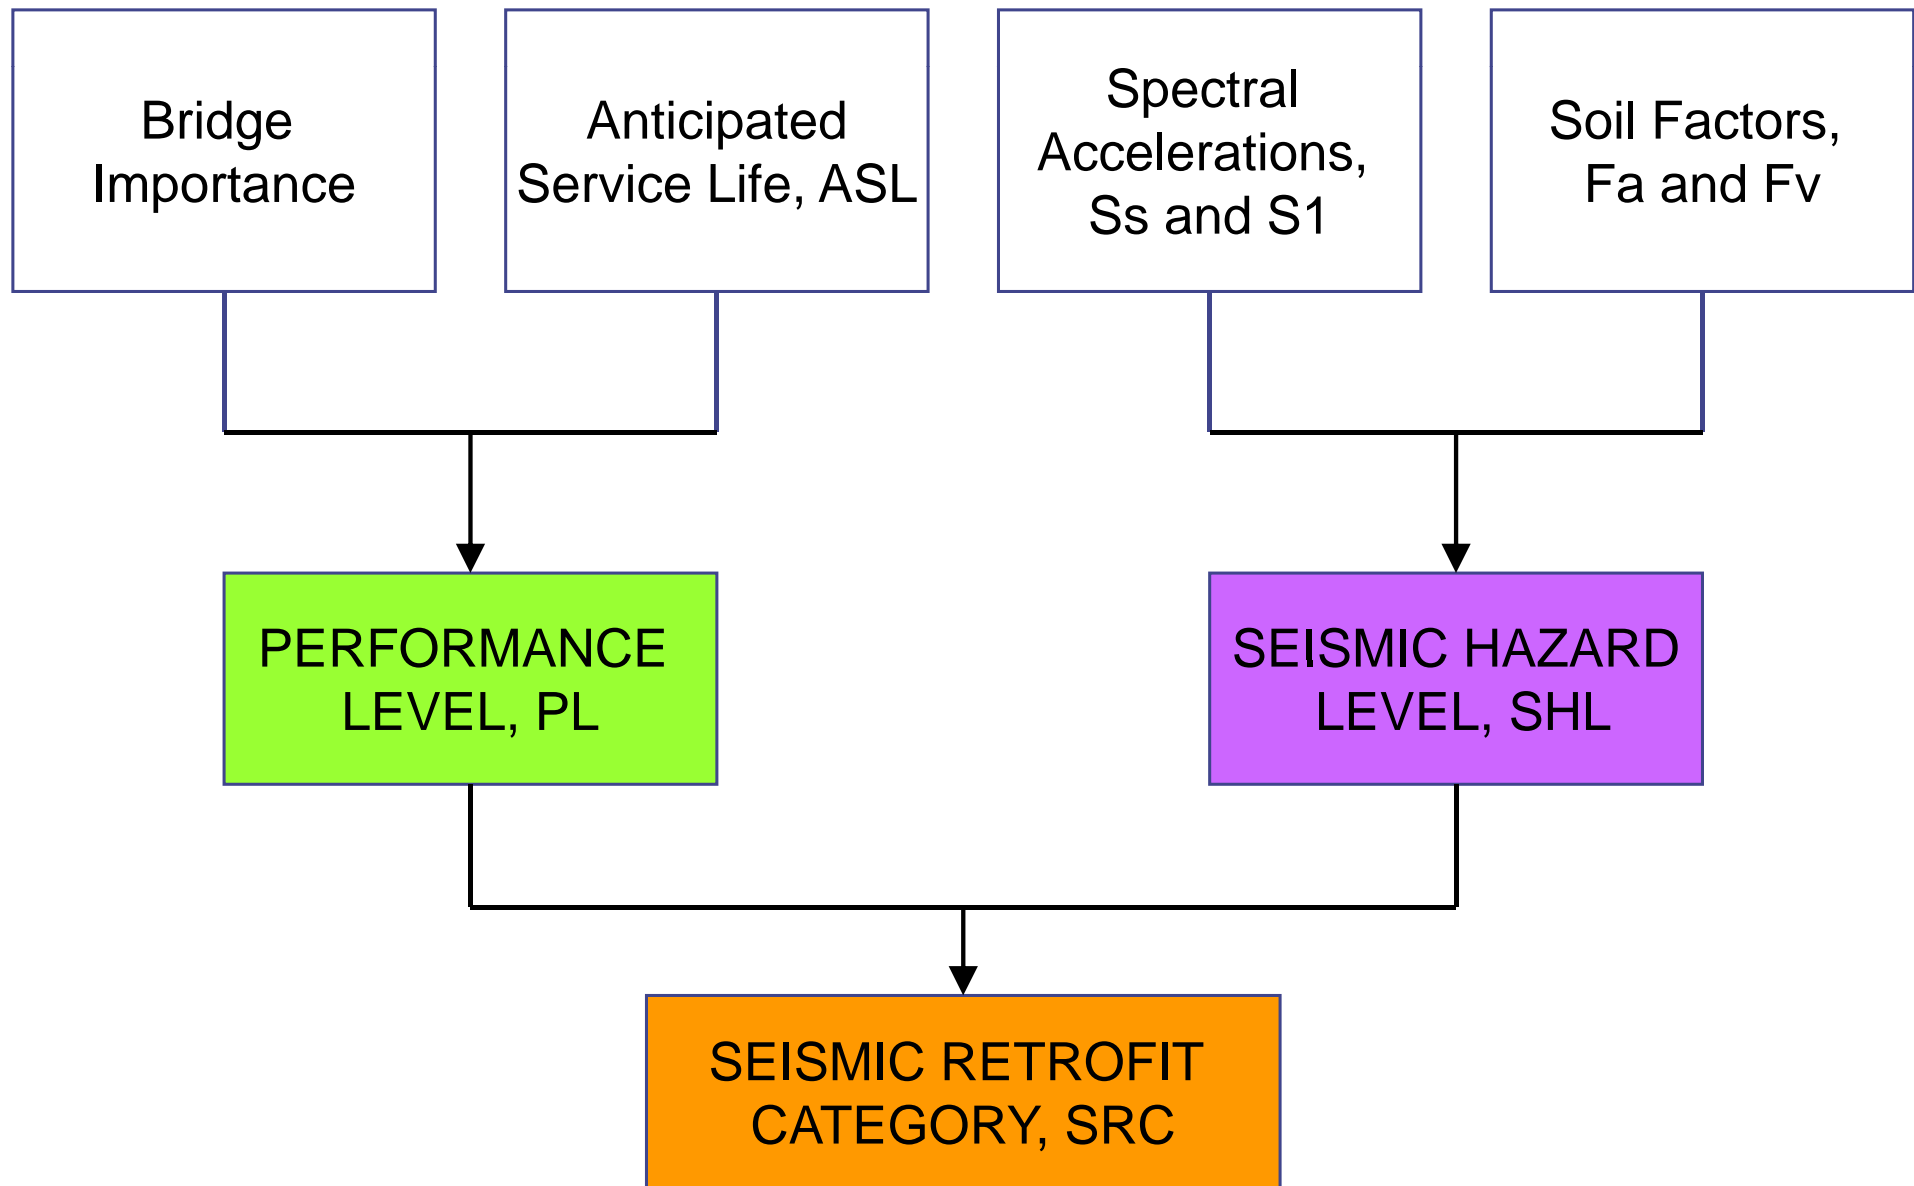 Bridge
Importance
Anticipated
Service Life, ASL
Spectral
Accelerations,
Ss and S1
Soil Factors,
Fa and Fv
PERFORMANCE
LEVEL, PL
SEISMIC HAZARD
LEVEL, SHL
SEISMIC RETROFIT
CATEGORY, SRC